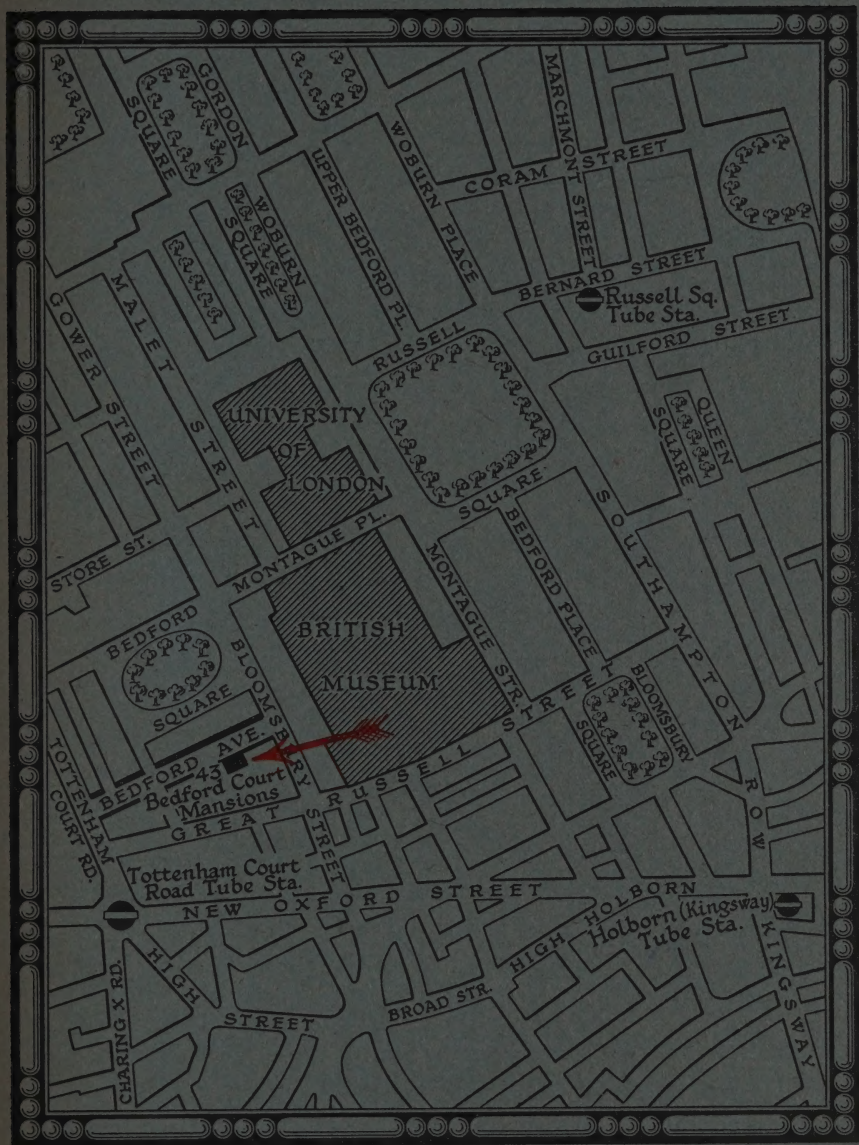 GORDON
SQUARE
WOBURN
SQUARE
UPPER BEDFORD PL.
WOBURN PLACE
MARCHMONT STREET
CORAM STREET
BERNARD STREET
Russell Sq.
Tube Sta.
GUILFORD STREET
GOWER STREET
MALET STREET
RUSSELL
SQUARE
QUEEN
SQUARE
UNIVERSITY
OF
LONDON
STORE ST.
MONTAGUE PL.
MONTAGUE STR.
BEDFORD PLACE
SOUTHAMPTON
ROW
BEDFORD
SQUARE
BLOOMSBURY
STREET
BRITISH
MUSEUM
BLOOMSBURY
SQUARE
BEDFORD AVE.
43
Bedford Court
Mansions
TOTTENHAM
COURT RD.
GREAT RUSSELL STREET
Tottenham Court
Road Tube Sta.
NEW OXFORD STREET
HIGH HOLBORN
Holborn (Kingsway)
Tube Sta.
KINGSWAY
CHARING X RD.
HIGH
STREET
BROAD STR.